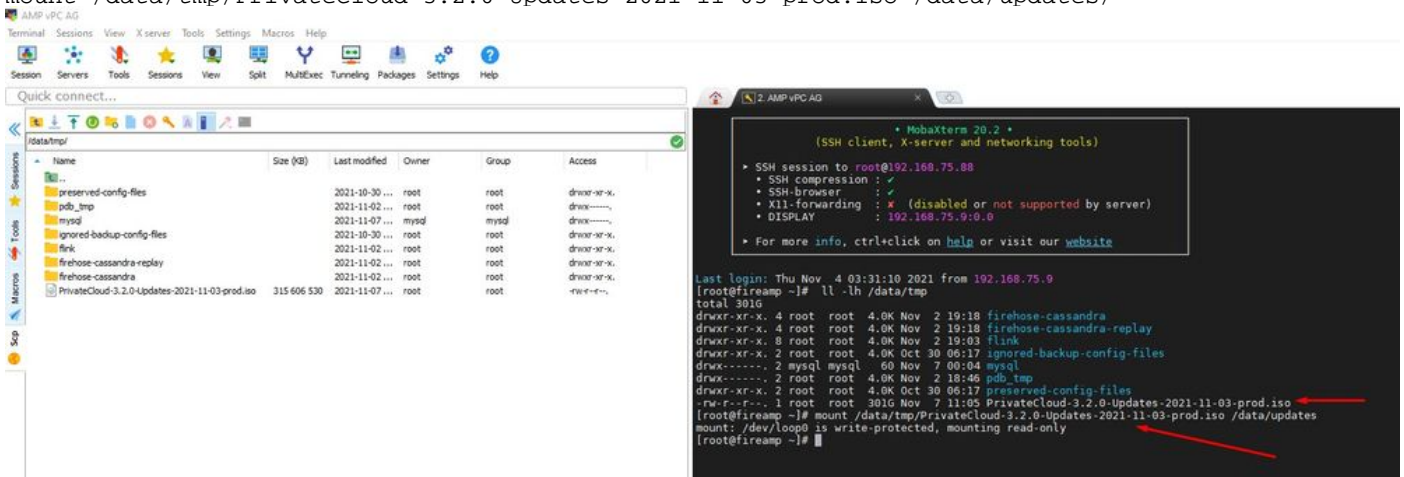 mount /data/tmp/PrivateCloud-3.2.0-Updates-2021-11-03-prod.iso /data/updates/
AMP vPC AG
Terminal Sessions View X server Tools Settings Macros Help
Session Servers Tools Sessions View Split MultiExec Tunneling Packages Settings Help
Quick connect...
2. AMP vPC AG
/data/tmp/
Name Size (KB) Last modified Owner Group Access
..
preserved-config-files 2021-10-30 ... root root drwxr-xr-x.
pdb_tmp 2021-11-02 ... root root drwx------.
mysql 2021-11-07 ... mysql mysql drwx------.
ignored-backup-config-files 2021-10-30 ... root root drwxr-xr-x.
flink 2021-11-02 ... root root drwxr-xr-x.
firehose-cassandra-replay 2021-11-02 ... root root drwxr-xr-x.
firehose-cassandra 2021-11-02 ... root root drwxr-xr-x.
PrivateCloud-3.2.0-Updates-2021-11-03-prod.iso 315 606 530 2021-11-07 ... root root -rw-r--r--.
Sessions
Tools
Macros
Scp
• MobaXterm 20.2 •
(SSH client, X-server and networking tools)
➤ SSH session to root@192.168.75.88
• SSH compression : ✔
• SSH-browser : ✔
• X11-forwarding : ✘ (disabled or not supported by server)
• DISPLAY : 192.168.75.9:0.0
➤ For more info, ctrl+click on help or visit our website
Last login: Thu Nov 4 03:31:10 2021 from 192.168.75.9
[root@fireamp ~]# ll -lh /data/tmp
total 301G
drwxr-xr-x. 4 root root 4.0K Nov 2 19:18 firehose-cassandra
drwxr-xr-x. 4 root root 4.0K Nov 2 19:18 firehose-cassandra-replay
drwxr-xr-x. 8 root root 4.0K Nov 2 19:03 flink
drwxr-xr-x. 2 root root 4.0K Oct 30 06:17 ignored-backup-config-files
drwx------. 2 mysql mysql 60 Nov 7 00:04 mysql
drwx------. 2 root root 4.0K Nov 2 18:46 pdb_tmp
drwxr-xr-x. 2 root root 4.0K Oct 30 06:17 preserved-config-files
-rw-r--r--. 1 root root 301G Nov 7 11:05 PrivateCloud-3.2.0-Updates-2021-11-03-prod.iso
[root@fireamp ~]# mount /data/tmp/PrivateCloud-3.2.0-Updates-2021-11-03-prod.iso /data/updates
mount: /dev/loop0 is write-protected, mounting read-only
[root@fireamp ~]#